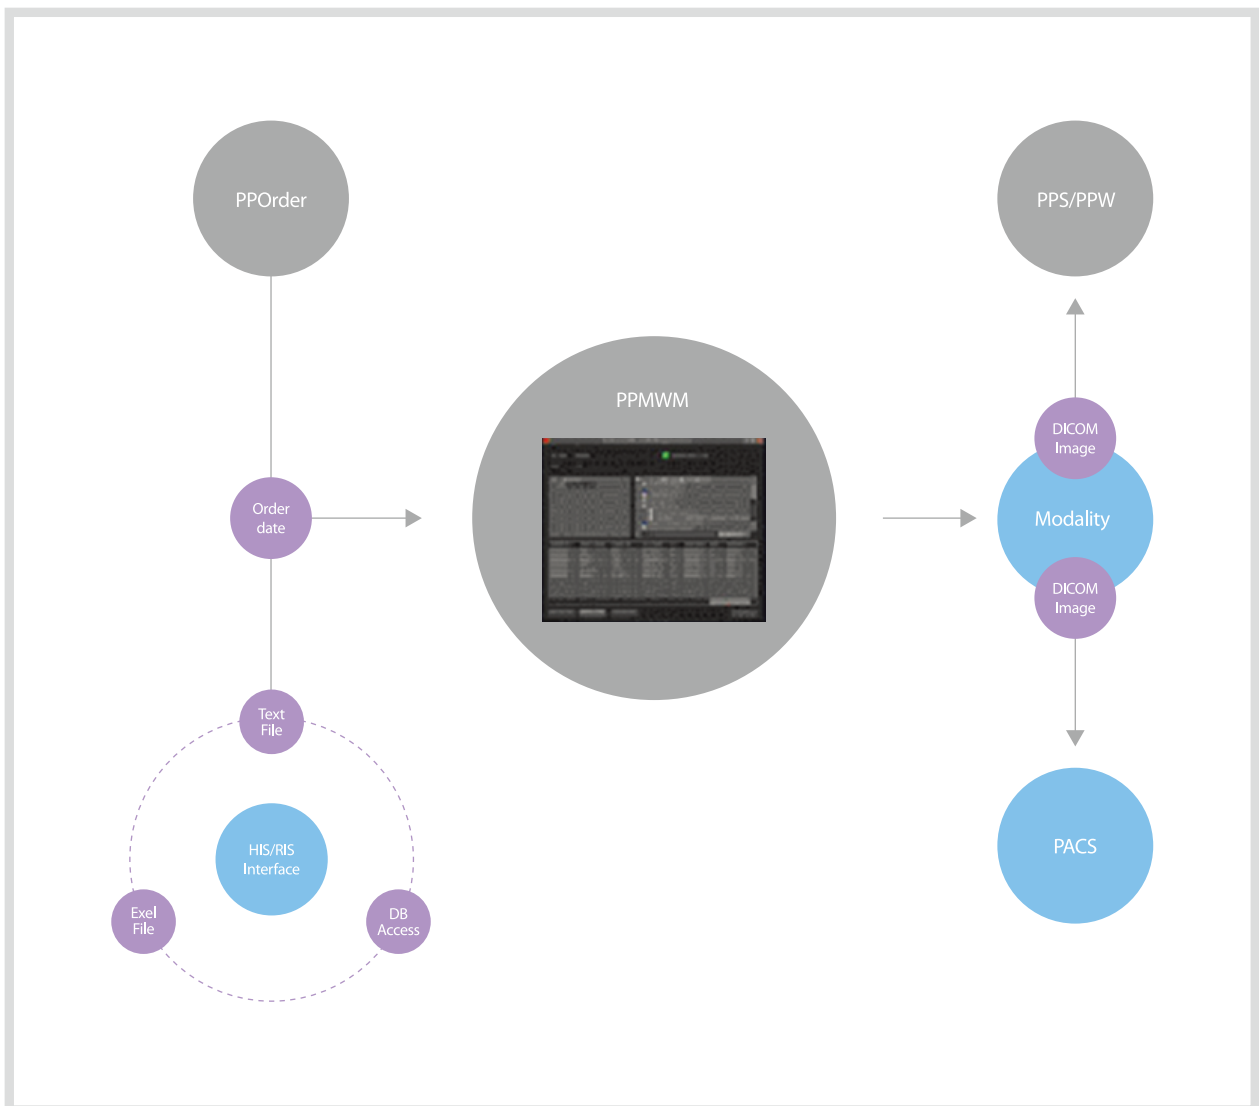 PPOrder
PPS/PPW
PPMWM
DICOM
Image
Order
date
Modality
DICOM
Image
Text
File
HIS/RIS
Interface
PACS
Exel
File
DB
Access